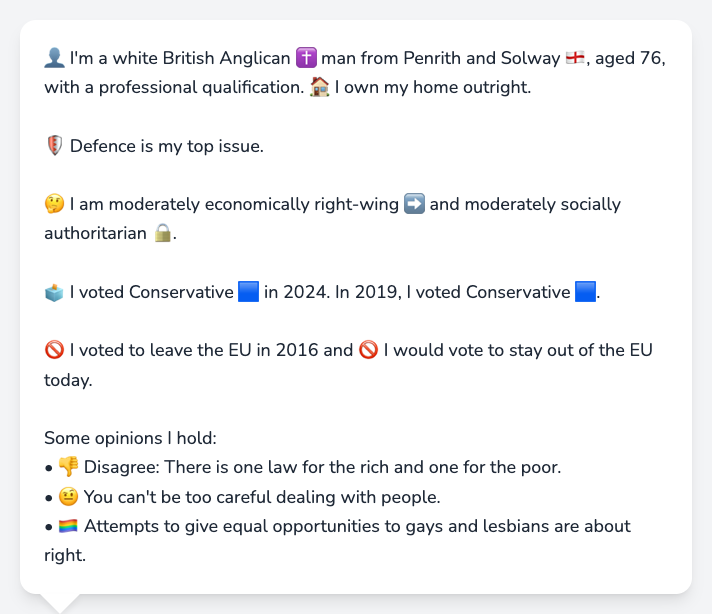 👤 I'm a white British Anglican ✝️ man from Penrith and Solway 🏴󠁧󠁢󠁥󠁮󠁧󠁿, aged 76,
with a professional qualification. 🏠 I own my home outright.
🛡️ Defence is my top issue.
🤔 I am moderately economically right-wing ➡️ and moderately socially
authoritarian 🔒.
🗳️ I voted Conservative 🟦 in 2024. In 2019, I voted Conservative 🟦.
🚫 I voted to leave the EU in 2016 and 🚫 I would vote to stay out of the EU
today.
Some opinions I hold:
• 👎 Disagree: There is one law for the rich and one for the poor.
• 🤨 You can't be too careful dealing with people.
• 🏳️‍🌈 Attempts to give equal opportunities to gays and lesbians are about
right.